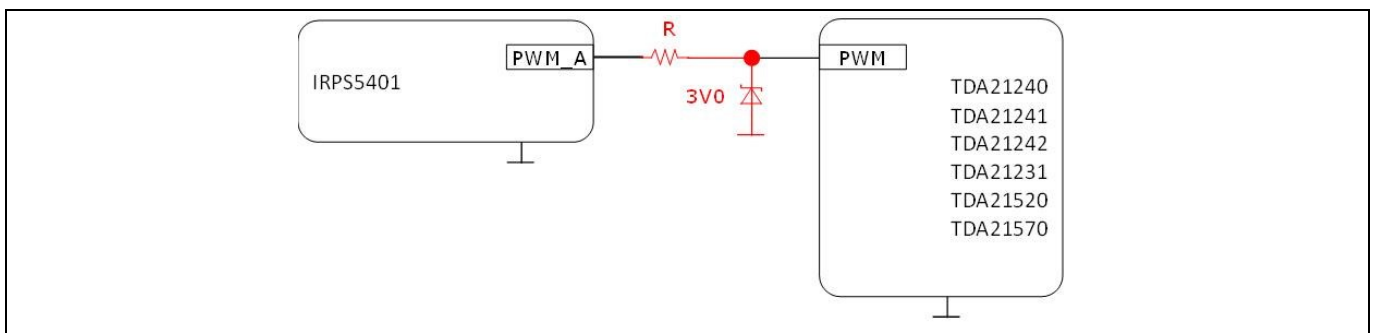 R
PWM_A
PWM
IRPS5401
3V0
TDA21240
TDA21241
TDA21242
TDA21231
TDA21520
TDA21570